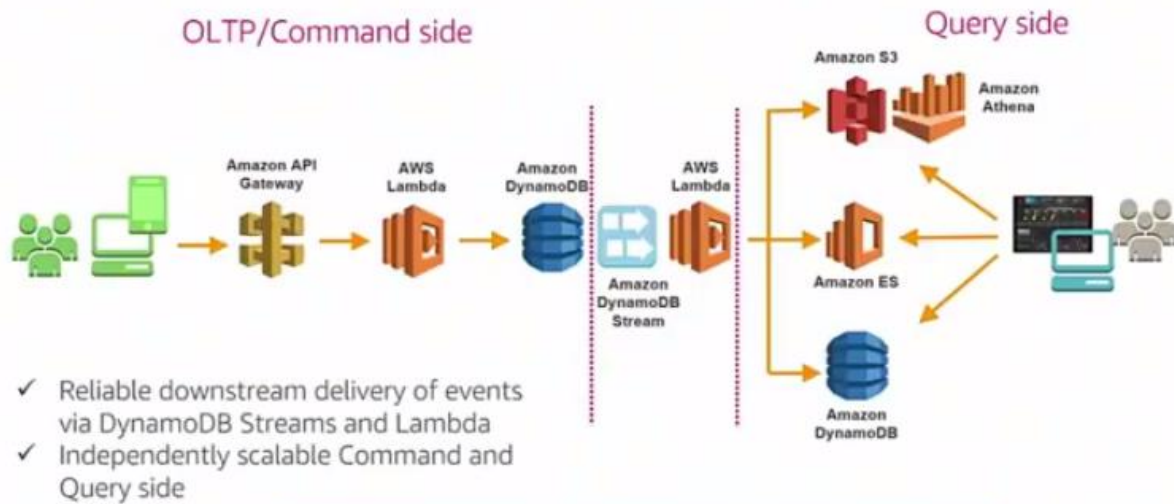 OLTP/Command side
Query side
Amazon S3
Amazon
Athena
Amazon API
Gateway
AWS
Lambda
Amazon
DynamoDB
AWS
Lambda
Amazon
DynamoDB
Stream
Amazon ES
Amazon
DynamoDB
✓ Reliable downstream delivery of events
via DynamoDB Streams and Lambda
✓ Independently scalable Command and
Query side